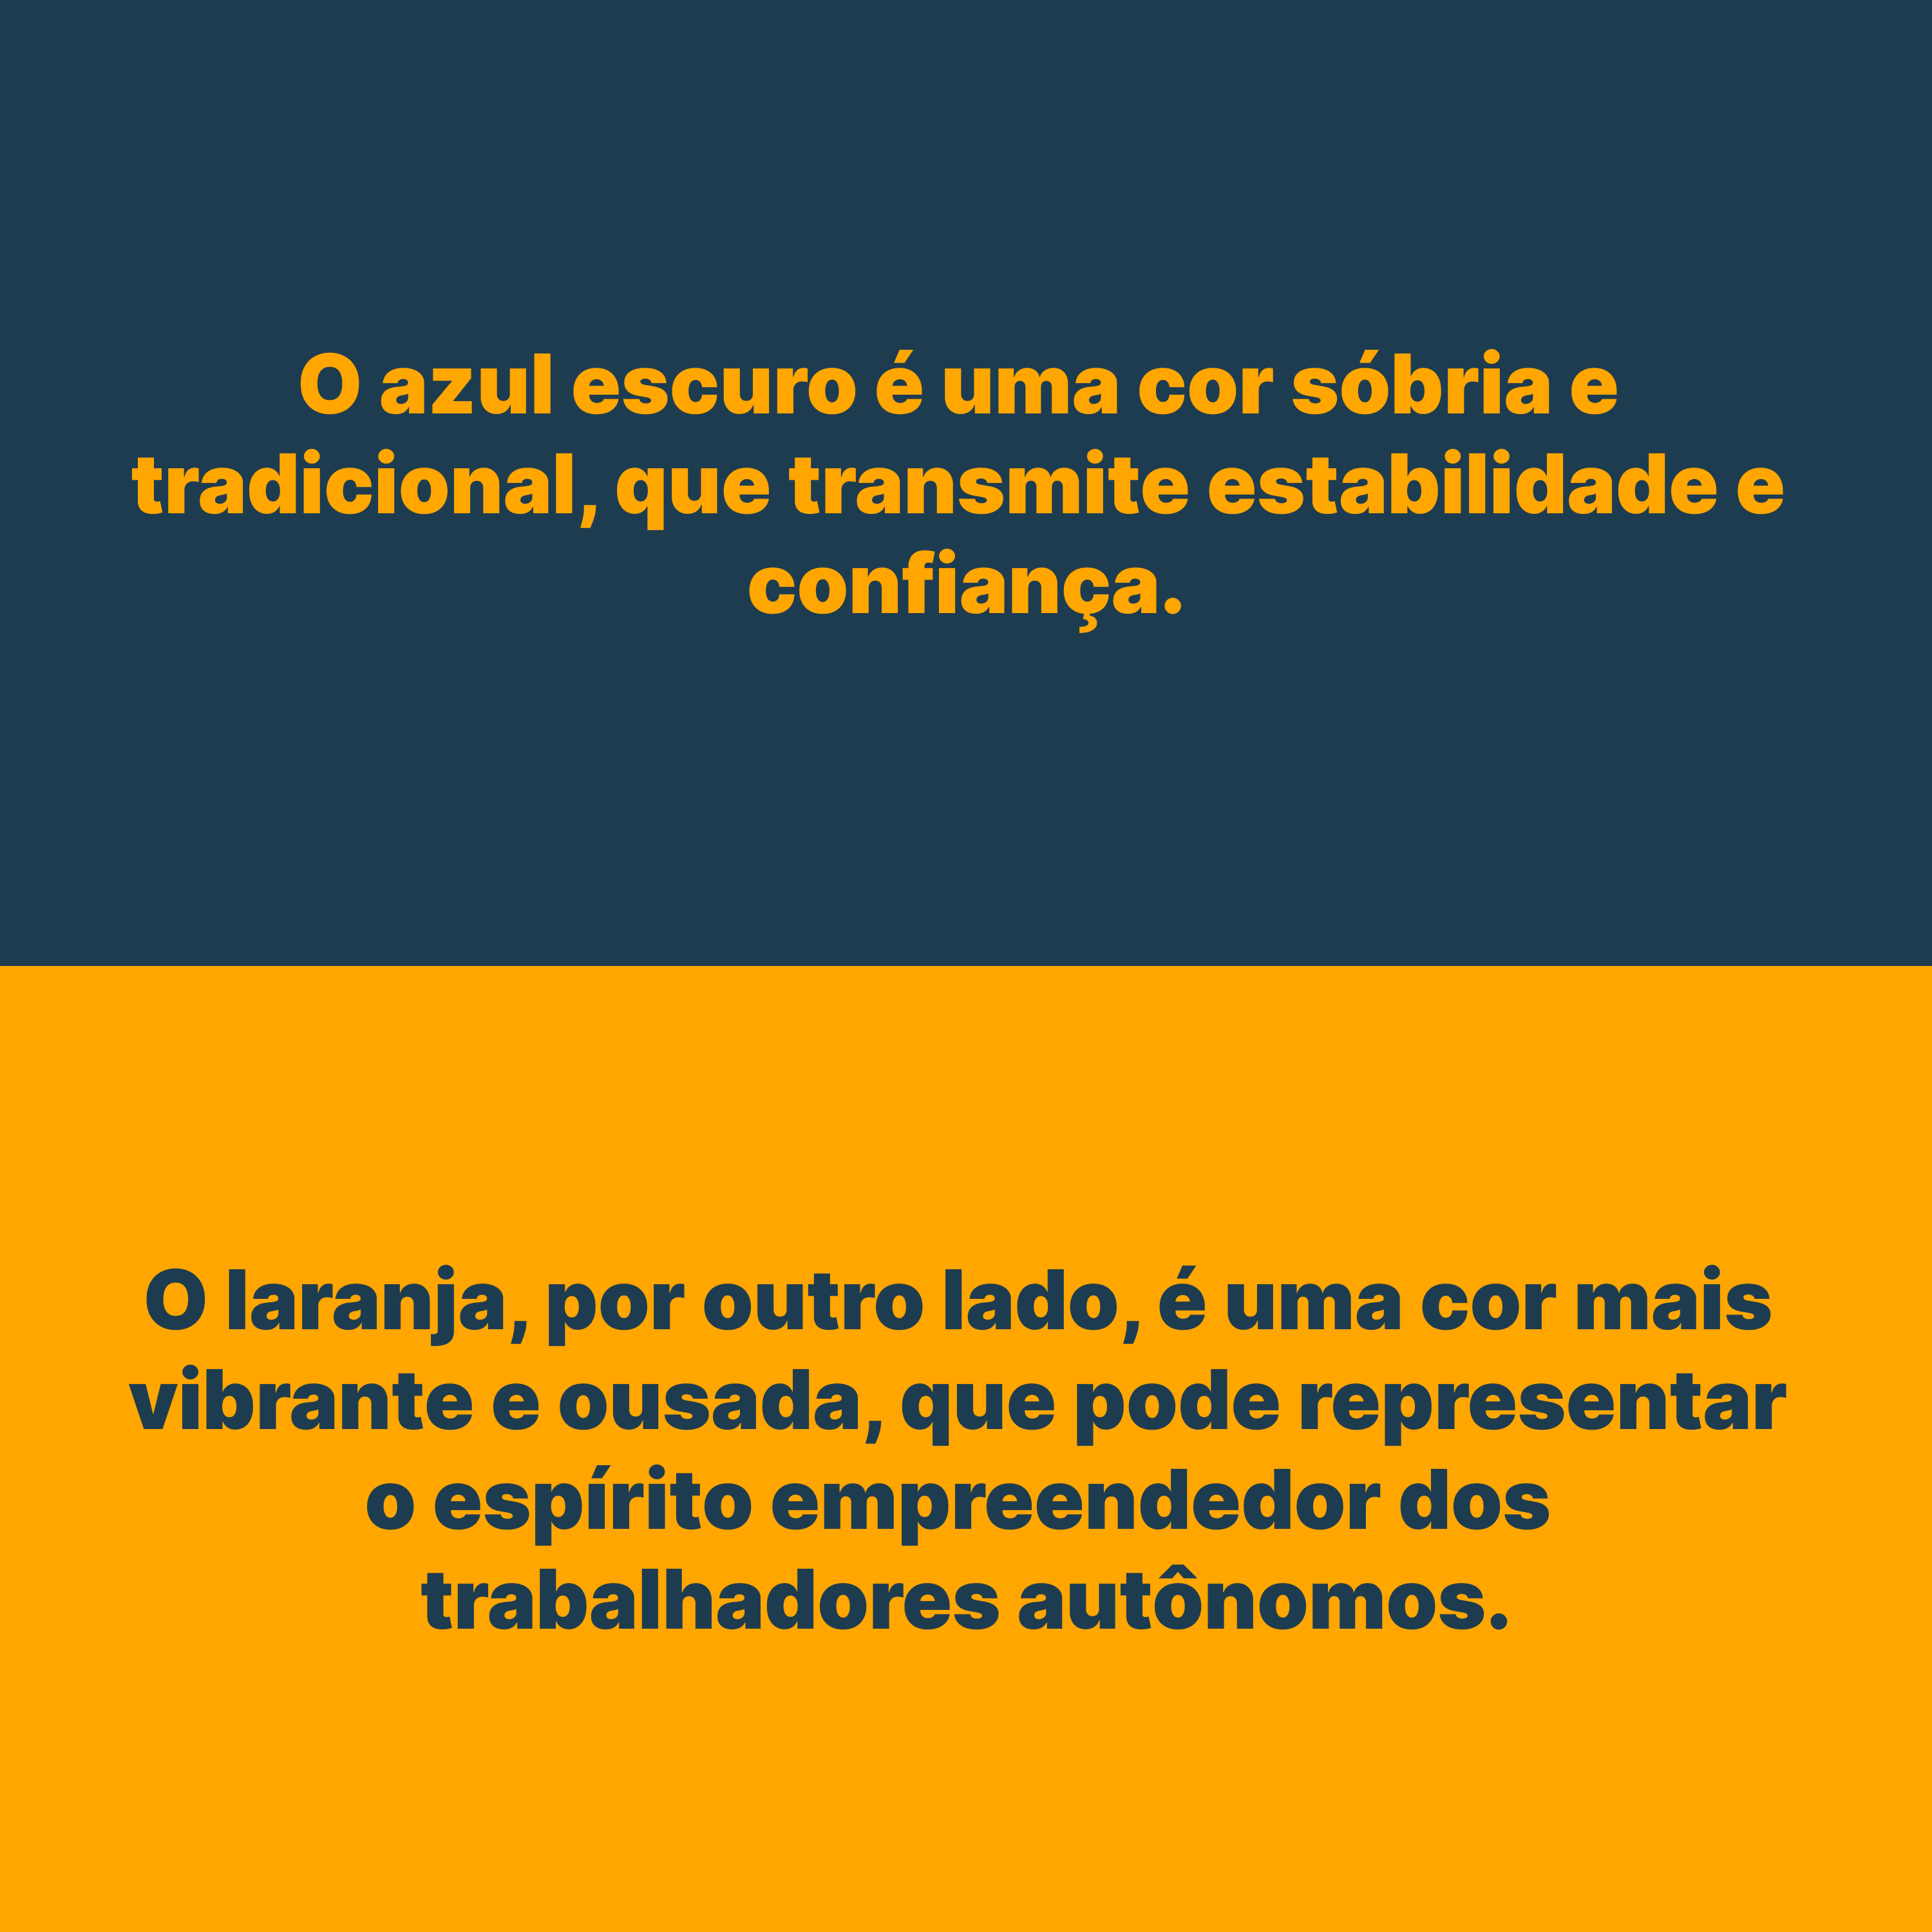 O azul escuro é uma cor sóbria e
tradicional, que transmite estabilidade e
confiança.
O laranja, por outro lado, é uma cor mais
vibrante e ousada, que pode representar
o espírito empreendedor dos
trabalhadores autônomos.